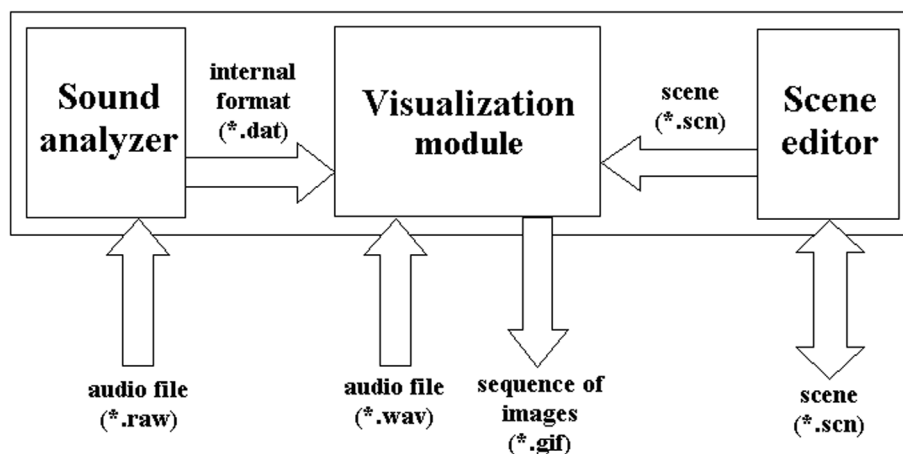 Sound
analyzer
internal
format
(*.dat)
Visualization
module
scene
(*.scn)
Scene
editor
audio file
(*.raw)
audio file
(*.wav)
sequence of
images
(*.gif)
scene
(*.scn)